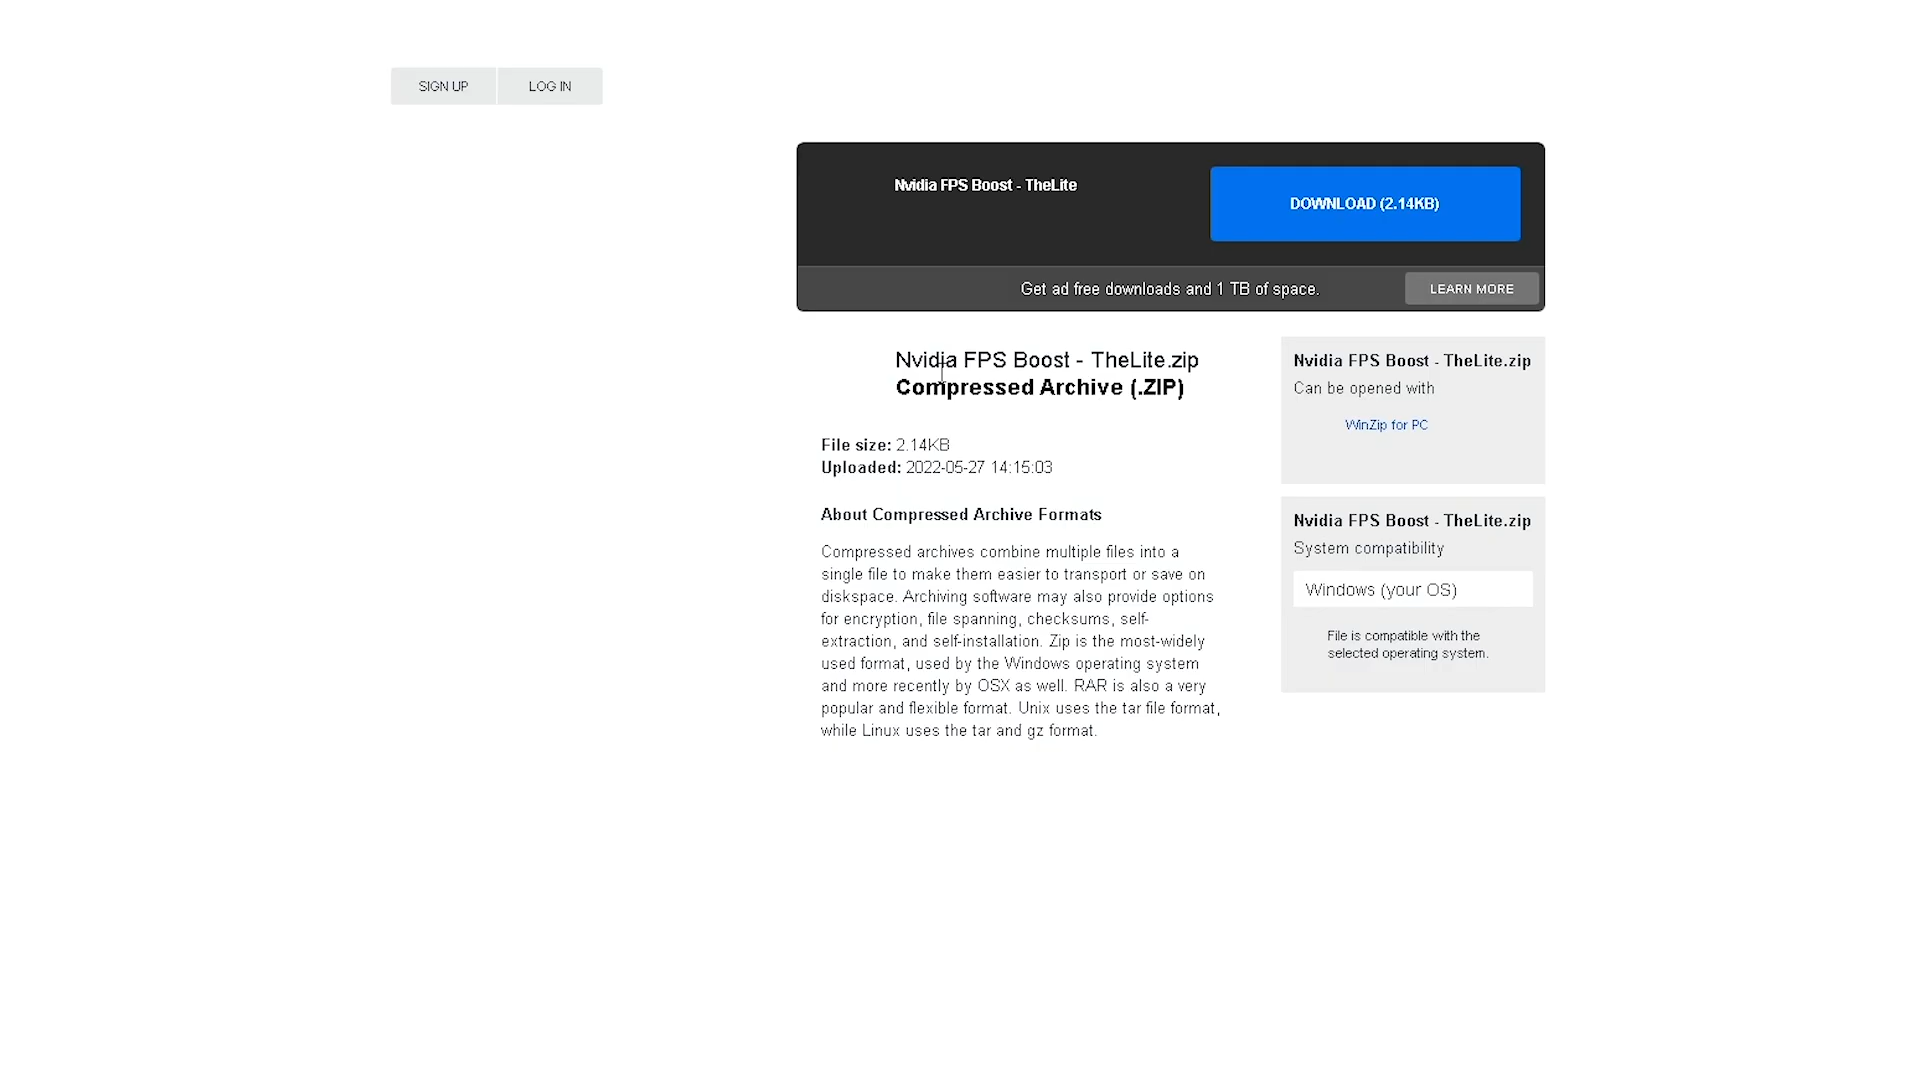 SIGN UP
LOG IN
Nvidia FPS Boost - TheLite
DOWNLOAD (2.14KB)
Get ad free downloads and 1 TB of space.
LEARN MORE
Nvidia FPS Boost - TheLite.zip
Compressed Archive (.ZIP)
File size: 2.14KB
Uploaded: 2022-05-27 14:15:03
About Compressed Archive Formats
Compressed archives combine multiple files into a
single file to make them easier to transport or save on
diskspace. Archiving software may also provide options
for encryption, file spanning, checksums, self-
extraction, and self-installation. Zip is the most-widely
used format, used by the Windows operating system
and more recently by OSX as well. RAR is also a very
popular and flexible format. Unix uses the tar file format,
while Linux uses the tar and gz format.
Nvidia FPS Boost - TheLite.zip
Can be opened with
WinZip for PC
Nvidia FPS Boost - TheLite.zip
System compatibility
Windows (your OS)
File is compatible with the
selected operating system.